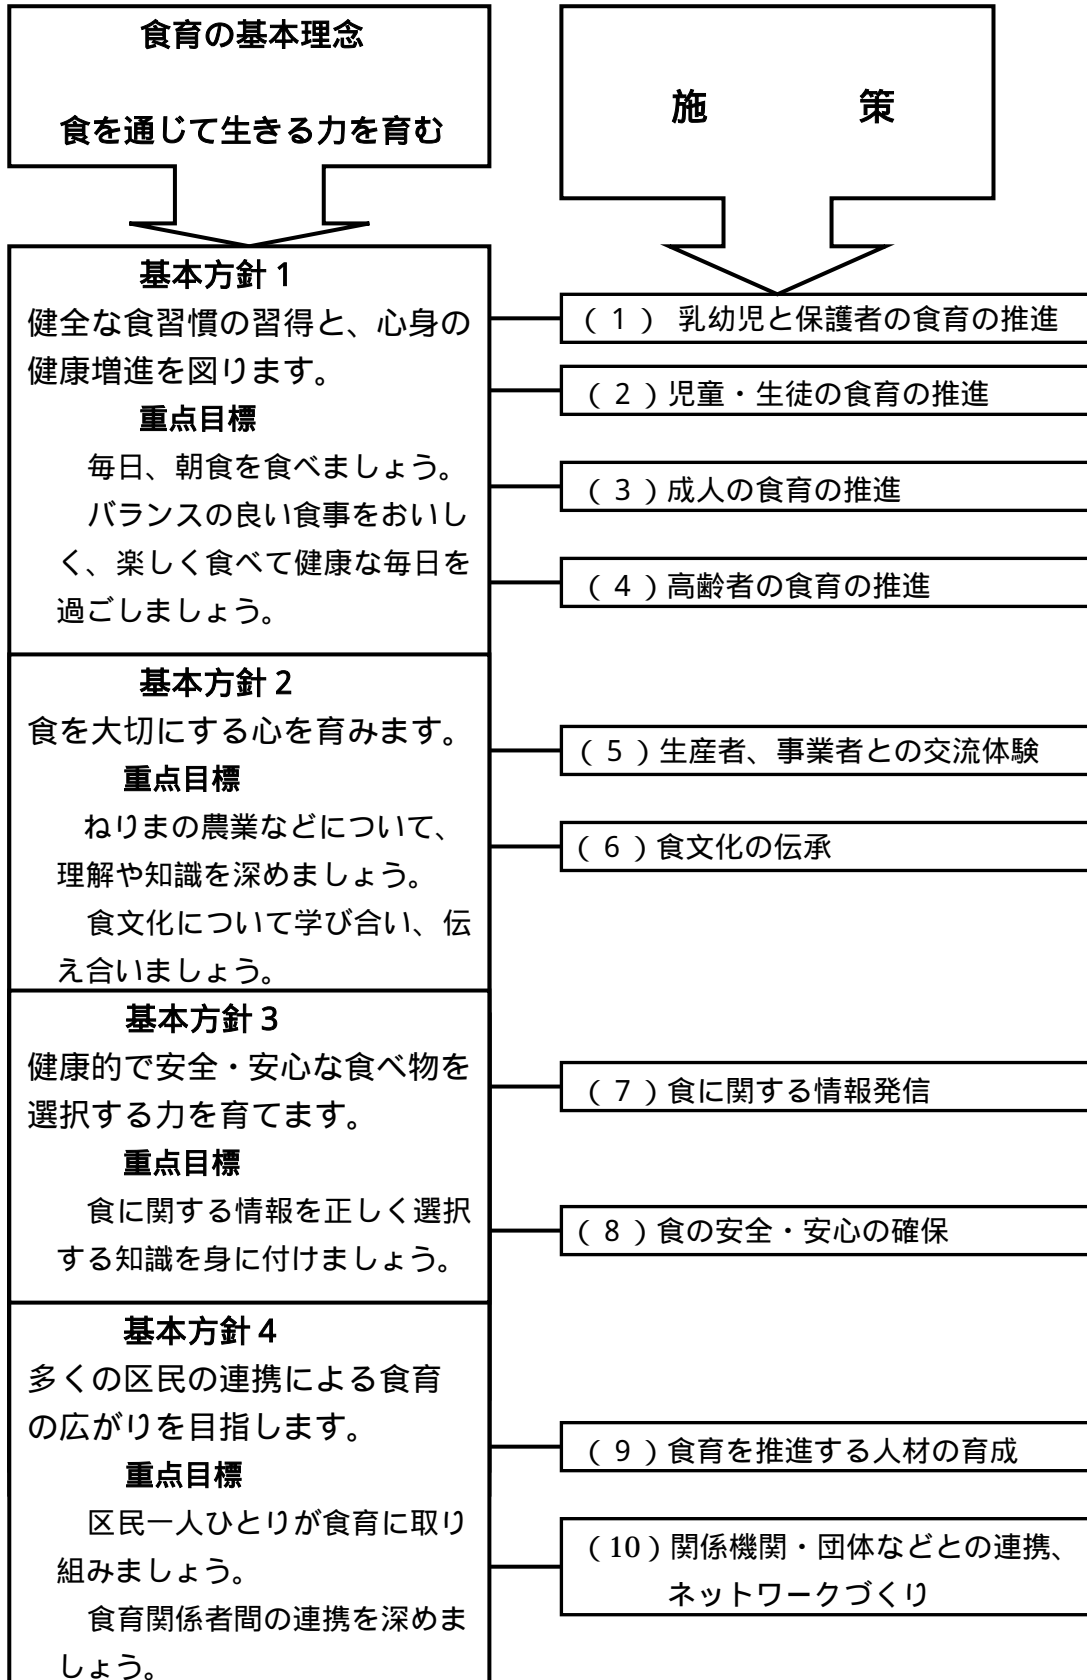 食育の基本理念
食を通じて生きる力を育む
施　　策
基本方針1
健全な食習慣の習得と、心身の
健康増進を図ります。
重点目標
毎日、朝食を食べましょう。
バランスの良い食事をおいし
く、楽しく食べて健康な毎日を
過ごしましょう。
（1） 乳幼児と保護者の食育の推進
（2）児童・生徒の食育の推進
（3）成人の食育の推進
（4）高齢者の食育の推進
基本方針2
食を大切にする心を育みます。
重点目標
ねりまの農業などについて、
理解や知識を深めましょう。
食文化について学び合い、伝
え合いましょう。
（5）生産者、事業者との交流体験
（6）食文化の伝承
基本方針3
健康的で安全・安心な食べ物を
選択する力を育てます。
重点目標
食に関する情報を正しく選択
する知識を身に付けましょう。
（7）食に関する情報発信
（8）食の安全・安心の確保
基本方針4
多くの区民の連携による食育
の広がりを目指します。
重点目標
区民一人ひとりが食育に取り
組みましょう。
食育関係者間の連携を深めま
しょう。
（9）食育を推進する人材の育成
（10）関係機関・団体などとの連携、
ネットワークづくり